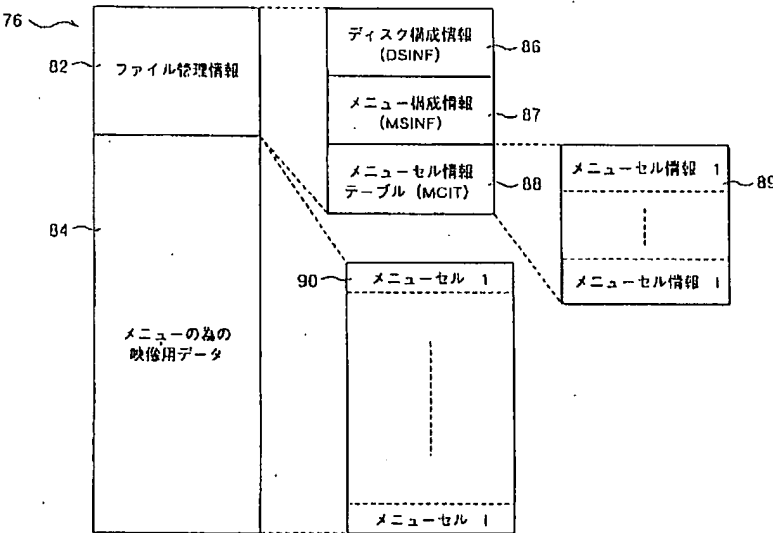 76
82
ファイル管理情報
84
メニューの為の
映像用データ
ディスク構成情報
(DSINF)
86
メニュー構成情報
(MSINF)
87
メニューセル情報
テーブル (MCIT)
88
メニューセル情報 1
89
メニューセル情報 I
90
メニューセル 1
メニューセル I